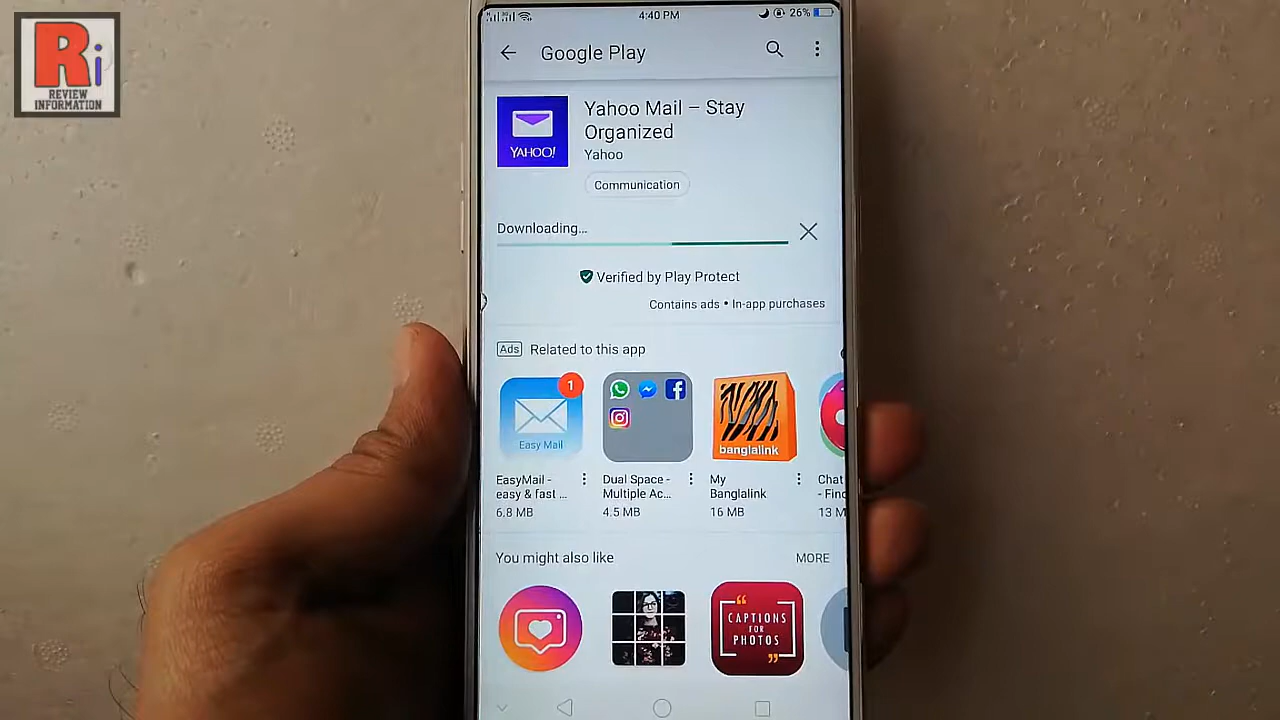 Ri
REVIEW
INFORMATION
4:40 PM
26%
Google Play
Yahoo Mail – Stay
Organized
YAHOO!
Yahoo
Communication
Downloading...
Verified by Play Protect
Contains ads • In-app purchases
Ads Related to this app
1
Easy Mail
banglalink
EasyMail -
easy & fast ...
6.8 MB
Dual Space -
Multiple Ac...
4.5 MB
My
Banglalink
16 MB
Chat
- Find
13 M
You might also like
MORE
CAPTIONS
FOR
PHOTOS